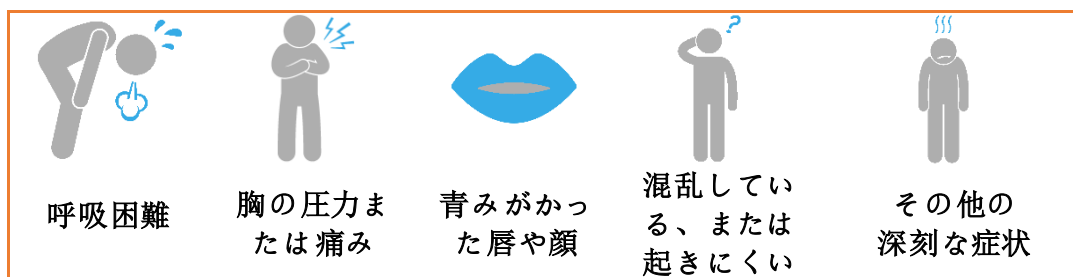 呼吸困難
胸の圧力ま
たは痛み
青みがかっ
た唇や顔
混乱してい
る、または
起きにくい
その他の
深刻な症状
?